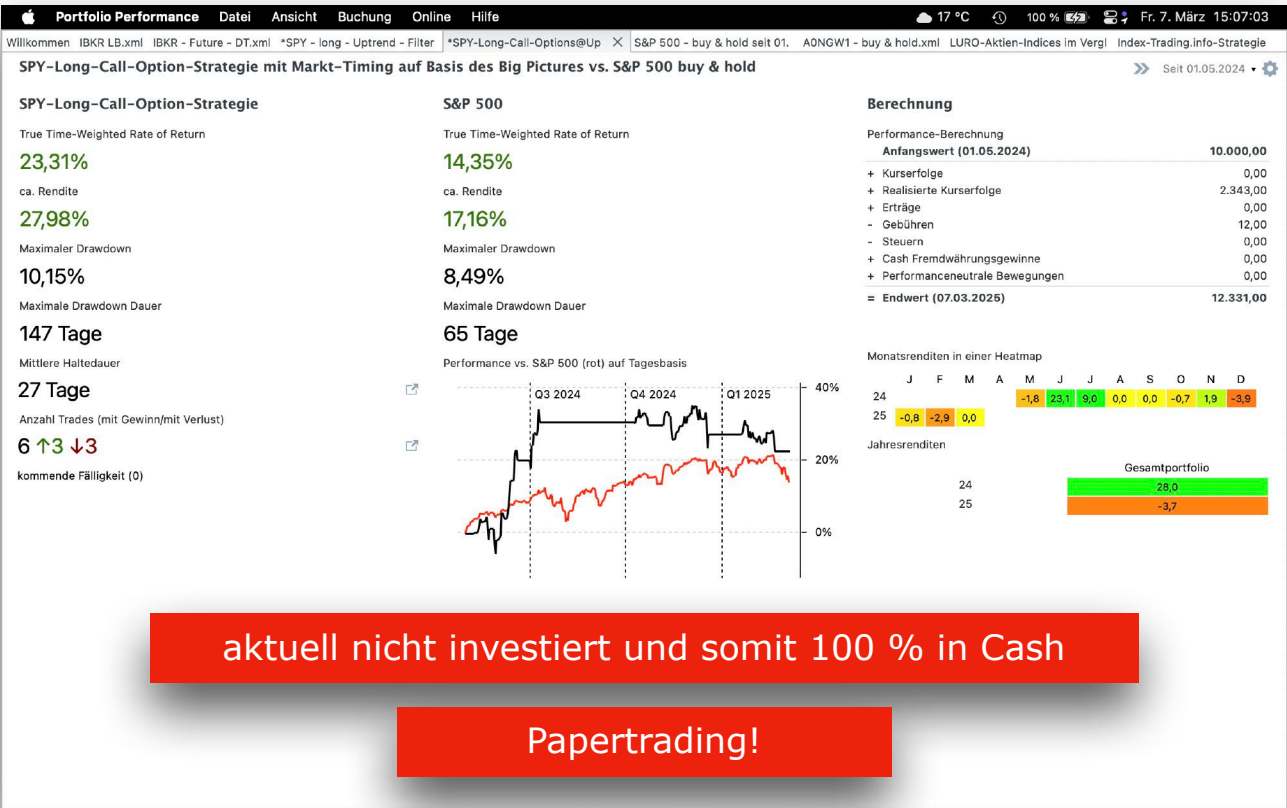 Portfolio Performance Datei Ansicht Buchung Online Hilfe 17 °C 100 % Fr. 7. März 15:07:03
Willkommen IBKR LB.xml IBKR - Future - DT.xml *SPY - long - Uptrend - Filter *SPY-Long-Call-Options@Up S&P 500 - buy & hold seit 01. A0NGW1 - buy & hold.xml LURO-Aktien-Indices im Vergl Index-Trading.info-Strategie
SPY-Long-Call-Option-Strategie mit Markt-Timing auf Basis des Big Pictures vs. S&P 500 buy & hold
Seit 01.05.2024
SPY-Long-Call-Option-Strategie
True Time-Weighted Rate of Return
23,31%
ca. Rendite
27,98%
Maximaler Drawdown
10,15%
Maximale Drawdown Dauer
147 Tage
Mittlere Haltedauer
27 Tage
Anzahl Trades (mit Gewinn/mit Verlust)
6 ↑3 ↓3
kommende Fälligkeit (0)
S&P 500
True Time-Weighted Rate of Return
14,35%
ca. Rendite
17,16%
Maximaler Drawdown
8,49%
Maximale Drawdown Dauer
65 Tage
Performance vs. S&P 500 (rot) auf Tagesbasis
Q3 2024 Q4 2024 Q1 2025
40%
20%
0%
Berechnung
Performance-Berechnung
Anfangswert (01.05.2024) 10.000,00
+ Kurserfolge 0,00
+ Realisierte Kurserfolge 2.343,00
+ Erträge 0,00
- Gebühren 12,00
- Steuern 0,00
+ Cash Fremdwährungsgewinne 0,00
+ Performanceneutrale Bewegungen 0,00
= Endwert (07.03.2025) 12.331,00
Monatsrenditen in einer Heatmap
J F M A M J J A S O N D
24 -1,8 23,1 9,0 0,0 0,0 -0,7 1,9 -3,9
25 -0,8 -2,9 0,0
Jahresrenditen
Gesamtportfolio
24 28,0
25 -3,7
aktuell nicht investiert und somit 100 % in Cash
Papertrading!